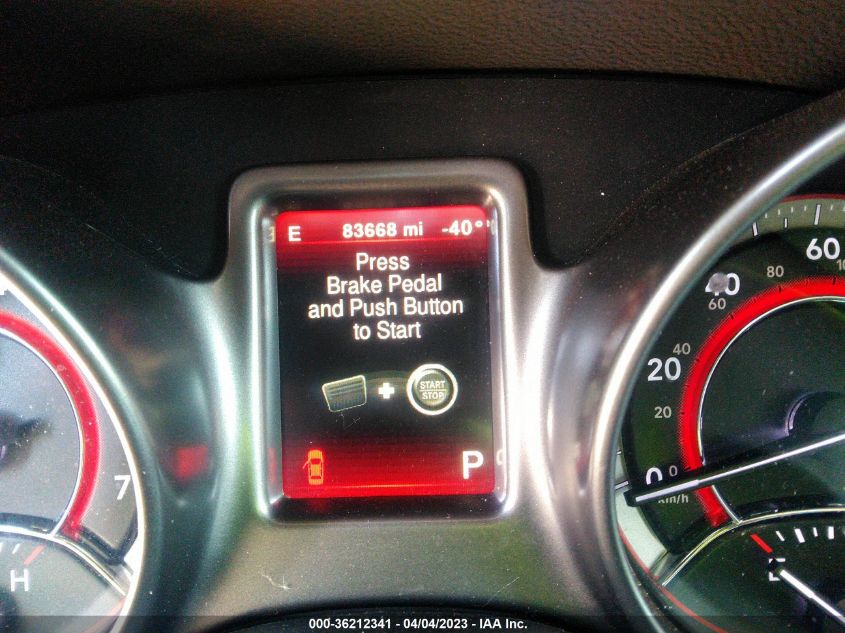 E 83668 mi -40°
Press
Brake Pedal
and Push Button
to Start
START
STOP
P
7
H
60
40
80
60
20
40
20
0
0
km/h
E
000-36212341 - 04/04/2023 - IAA Inc.